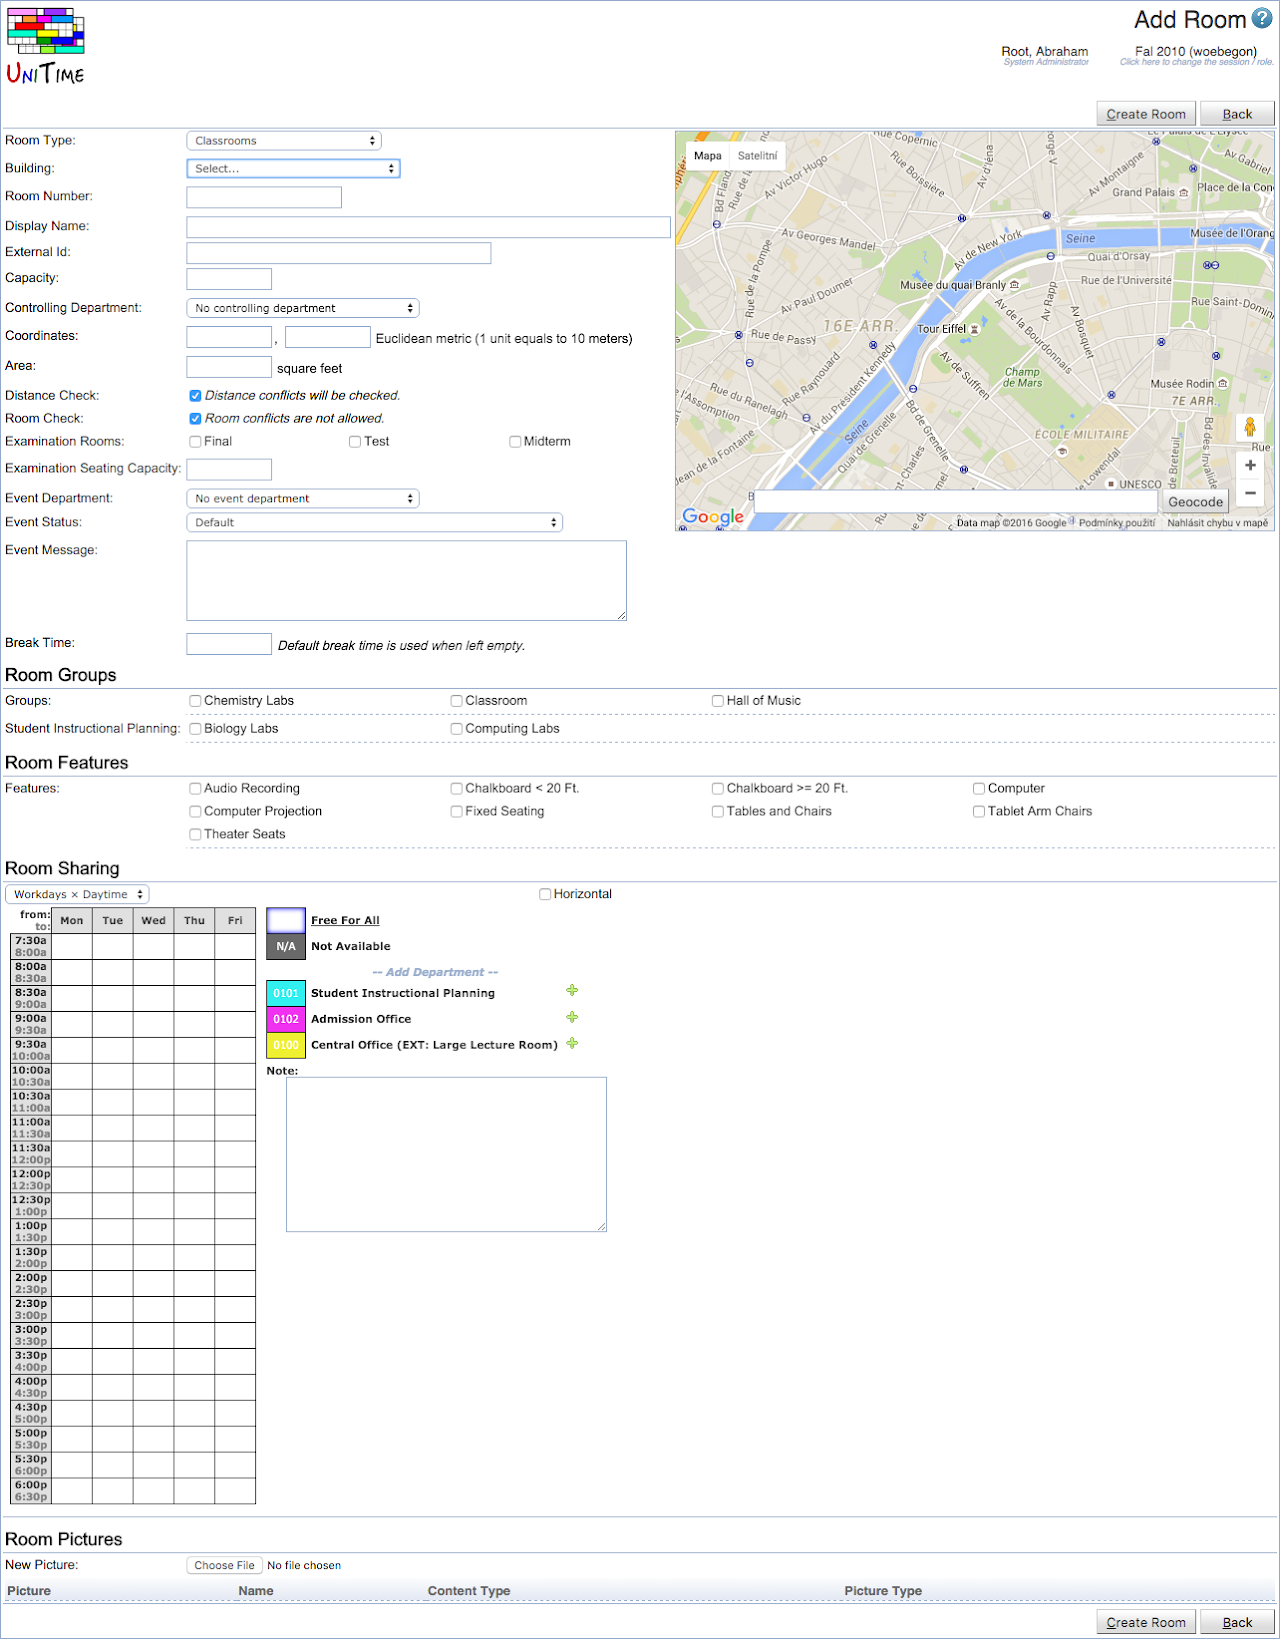 Add Room
UniTime
Root, Abraham
System Administrator
Fal 2010 (woebegon)
Click here to change the session / role.
Create Room
Back
Room Type:
Classrooms
Building:
Select...
Room Number:
Display Name:
External Id:
Capacity:
Controlling Department:
No controlling department
Coordinates:
, Euclidean metric (1 unit equals to 10 meters)
Area:
square feet
Distance Check:
Distance conflicts will be checked.
Room Check:
Room conflicts are not allowed.
Examination Rooms:
Final
Test
Midterm
Examination Seating Capacity:
Event Department:
No event department
Event Status:
Default
Event Message:
Break Time:
Default break time is used when left empty.
Mapa
Satelitní
Rue Copernic
Av Victor Hugo
Rue Boissière
Av d'Iéna
Av Montaigne
Av Gabriel
Grand Palais
Place de la Con
Musée de l'Orang
Av Georges Mandel
Av de New York
Seine
Quai d'Orsay
Rue de la Pompe
Musée du quai Branly
Rue de l'Université
Av Paul Doumer
Av Rapp
Rue Saint-Domin
16E ARR.
Tour Eiffel
Av Bosquet
Rue de Passy
Av de la Bourdonnais
Rue Raynouard
Av du Président Kennedy
Av de Suffren
Champ de Mars
Musée Rodin
7E ARR.
l'Assomption
Rue du Ranelagh
Bd de Grenelle
Quai de Grenelle
Seine
ÉCOLE MILITAIRE
Jean de la Fontaine
Av de Lowendal
Rue
UNESCO
Geocode
Google
Data map ©2016 Google
Podmínky použití
Nahlásit chybu v mapě
Room Groups
Groups:
Chemistry Labs
Classroom
Hall of Music
Student Instructional Planning:
Biology Labs
Computing Labs
Room Features
Features:
Audio Recording
Chalkboard < 20 Ft.
Chalkboard >= 20 Ft.
Computer
Computer Projection
Fixed Seating
Tables and Chairs
Tablet Arm Chairs
Theater Seats
Room Sharing
Workdays × Daytime
Horizontal
from:
to:
Mon
Tue
Wed
Thu
Fri
7:30a
8:00a
8:00a
8:30a
8:30a
9:00a
9:00a
9:30a
9:30a
10:00a
10:00a
10:30a
10:30a
11:00a
11:00a
11:30a
11:30a
12:00p
12:00p
12:30p
12:30p
1:00p
1:00p
1:30p
1:30p
2:00p
2:00p
2:30p
2:30p
3:00p
3:00p
3:30p
3:30p
4:00p
4:00p
4:30p
4:30p
5:00p
5:00p
5:30p
5:30p
6:00p
6:00p
6:30p
Free For All
N/A
Not Available
-- Add Department --
0101
Student Instructional Planning
0102
Admission Office
0100
Central Office (EXT: Large Lecture Room)
Note:
Room Pictures
New Picture:
Choose File
No file chosen
Picture
Name
Content Type
Picture Type
Create Room
Back